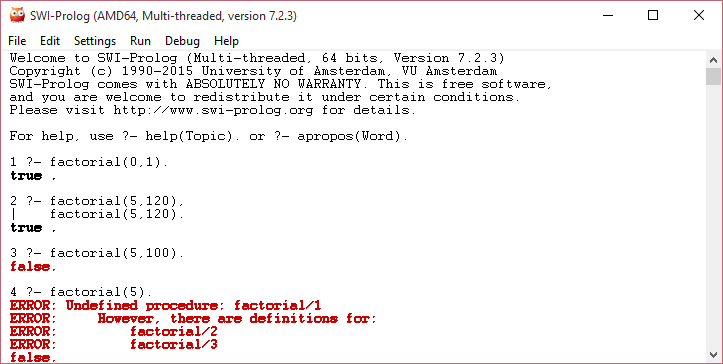 SWI-Prolog (AMD64, Multi-threaded, version 7.2.3)
File Edit Settings Run Debug Help
Welcome to SWI-Prolog (Multi-threaded, 64 bits, Version 7.2.3)
Copyright (c) 1990-2015 University of Amsterdam, VU Amsterdam
SWI-Prolog comes with ABSOLUTELY NO WARRANTY. This is free software,
and you are welcome to redistribute it under certain conditions.
Please visit http://www.swi-prolog.org for details.
For help, use ?- help(Topic). or ?- apropos(Word).
1 ?- factorial(0,1).
true .
2 ?- factorial(5,120),
|    factorial(5,120).
true .
3 ?- factorial(5,100).
false.
4 ?- factorial(5).
ERROR: Undefined procedure: factorial/1
ERROR:     However, there are definitions for:
ERROR:         factorial/2
ERROR:         factorial/3
false.